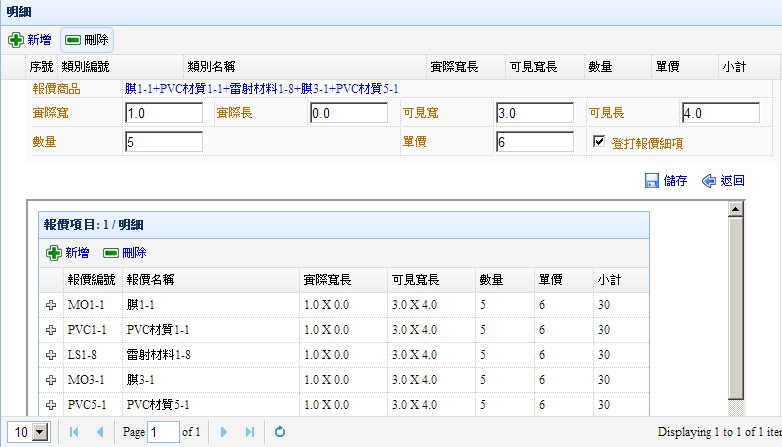 明細
新增 刪除
序號 類別編號 類別名稱 實際寬長 可見寬長 數量 單價 小計
報價商品 膜1-1+PVC材質1-1+雷射材料1-8+膜3-1+PVC材質5-1
實際寬 1.0 實際長 0.0 可見寬 3.0 可見長 4.0
數量 5 單價 6 登打報價細項
儲存 返回
報價項目: 1 / 明細
新增 刪除
報價編號 報價名稱 實際寬長 可見寬長 數量 單價 小計
MO1-1 膜1-1 1.0 X 0.0 3.0 X 4.0 5 6 30
PVC1-1 PVC材質1-1 1.0 X 0.0 3.0 X 4.0 5 6 30
LS1-8 雷射材料1-8 1.0 X 0.0 3.0 X 4.0 5 6 30
MO3-1 膜3-1 1.0 X 0.0 3.0 X 4.0 5 6 30
PVC5-1 PVC材質5-1 1.0 X 0.0 3.0 X 4.0 5 6 30
10 Page 1 of 1 Displaying 1 to 1 of 1 iter